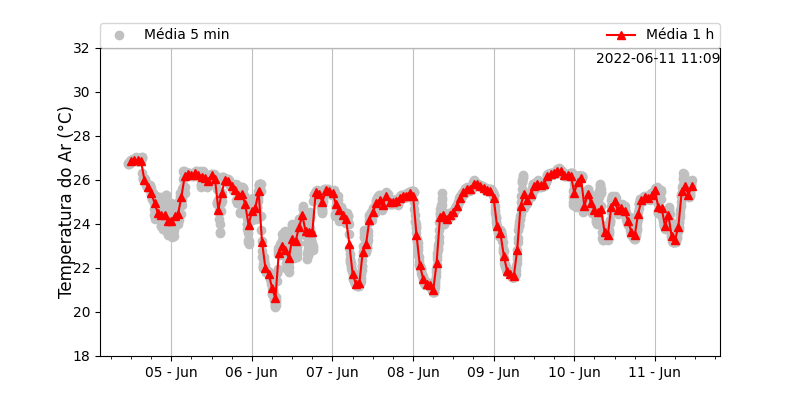 Média 5 min
Média 1 h
2022-06-11 11:09
Temperatura do Ar (°C)
32
30
28
26
24
22
20
18
05 - Jun
06 - Jun
07 - Jun
08 - Jun
09 - Jun
10 - Jun
11 - Jun